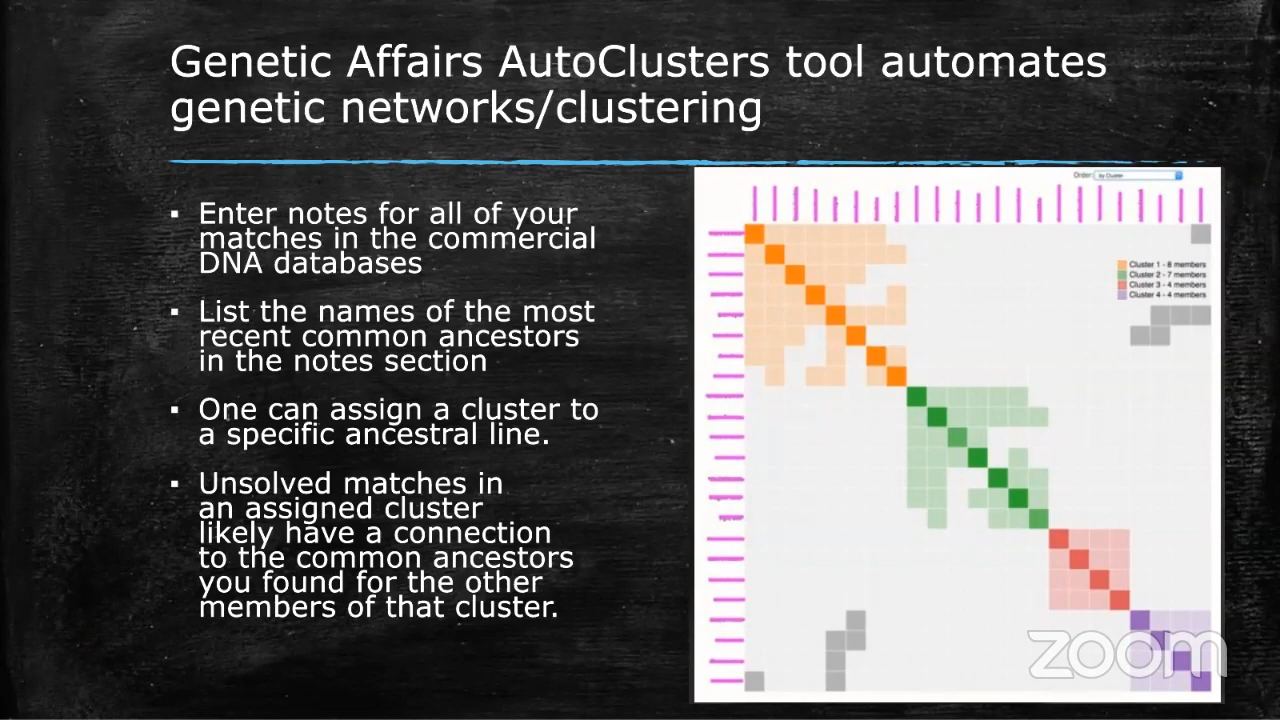 Genetic Affairs AutoClusters tool automates
genetic networks/clustering
Order: by Cluster
▪ Enter notes for all of your
matches in the commercial
DNA databases
▪ List the names of the most
recent common ancestors
in the notes section
▪ One can assign a cluster to
a specific ancestral line.
▪ Unsolved matches in
an assigned cluster
likely have a connection
to the common ancestors
you found for the other
members of that cluster.
Cluster 1 - 8 members
Cluster 2 - 7 members
Cluster 3 - 4 members
Cluster 4 - 4 members
zoom